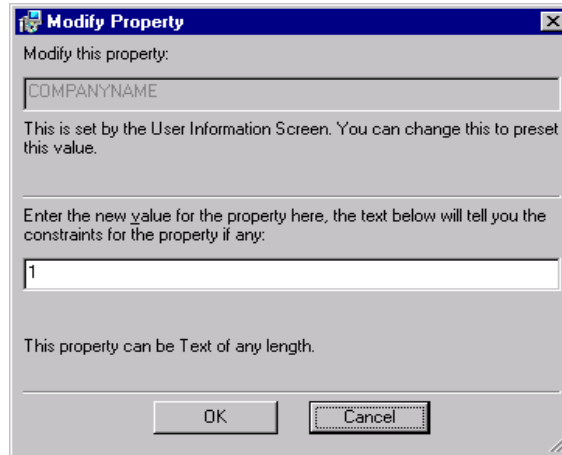 Modify Property
Modify this property:
COMPANYNAME
This is set by the User Information Screen. You can change this to preset
this value.
Enter the new value for the property here, the text below will tell you the
constraints for the property if any:
1
This property can be Text of any length.
OK
Cancel